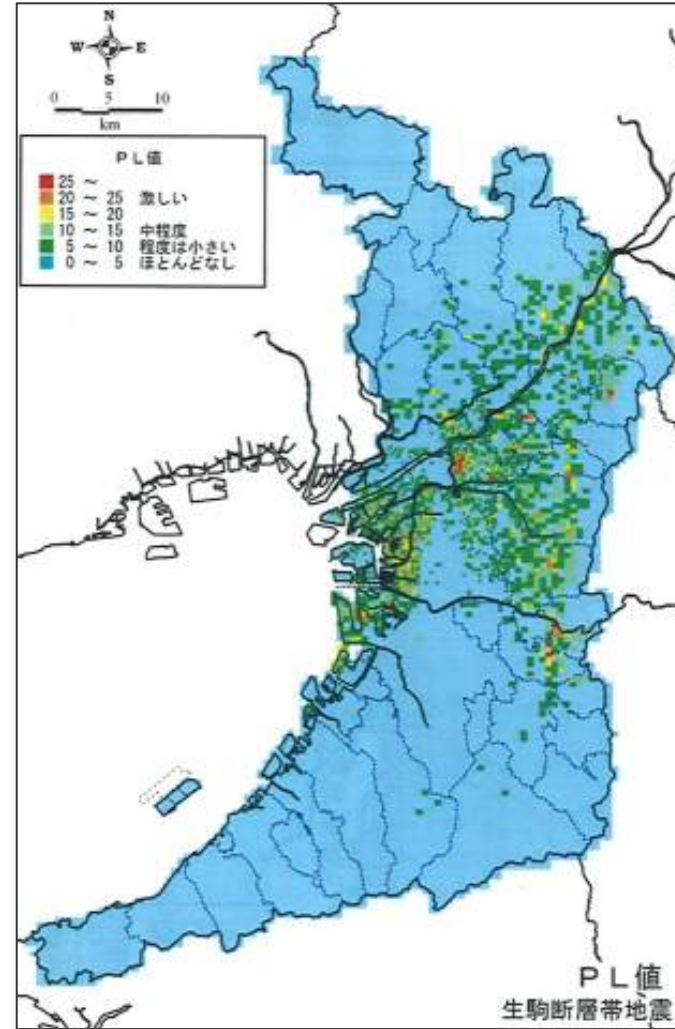 N
W E
S
0 5 10
km
PL値
25 ～
20 ～ 25 激しい
15 ～ 20
10 ～ 15 中程度
5 ～ 10 程度は小さい
0 ～ 5 ほとんどなし
PL値
生駒断層帯地震